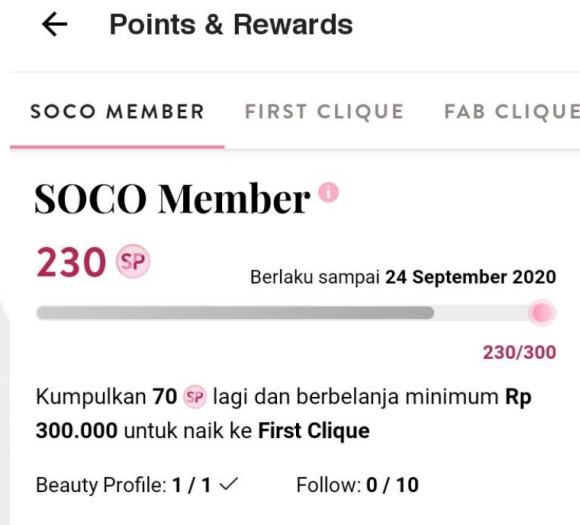 Points & Rewards
SOCO MEMBER FIRST CLIQUE FAB CLIQUE
SOCO Member i
230 SP
Berlaku sampai 24 September 2020
230/300
Kumpulkan 70 SP lagi dan berbelanja minimum Rp
300.000 untuk naik ke First Clique
Beauty Profile: 1 / 1 Follow: 0 / 10